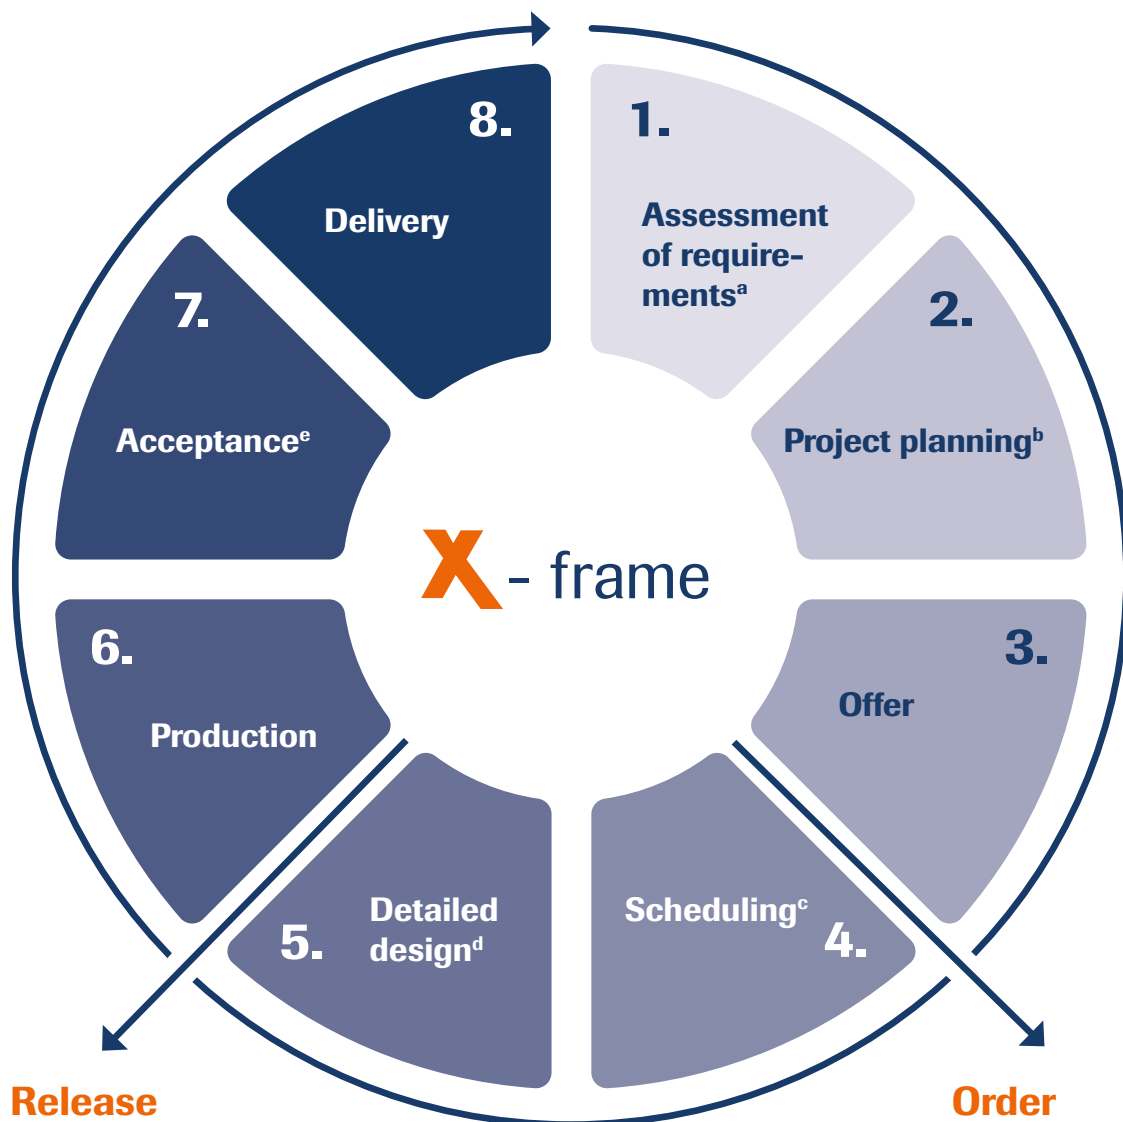 1.
Assessment
of require-
mentsᵃ
2.
Project planningᵇ
3.
Offer
Order
4.
Schedulingᶜ
5.
Detailed
designᵈ
Release
6.
Production
7.
Acceptanceᵉ
8.
Delivery
X - frame